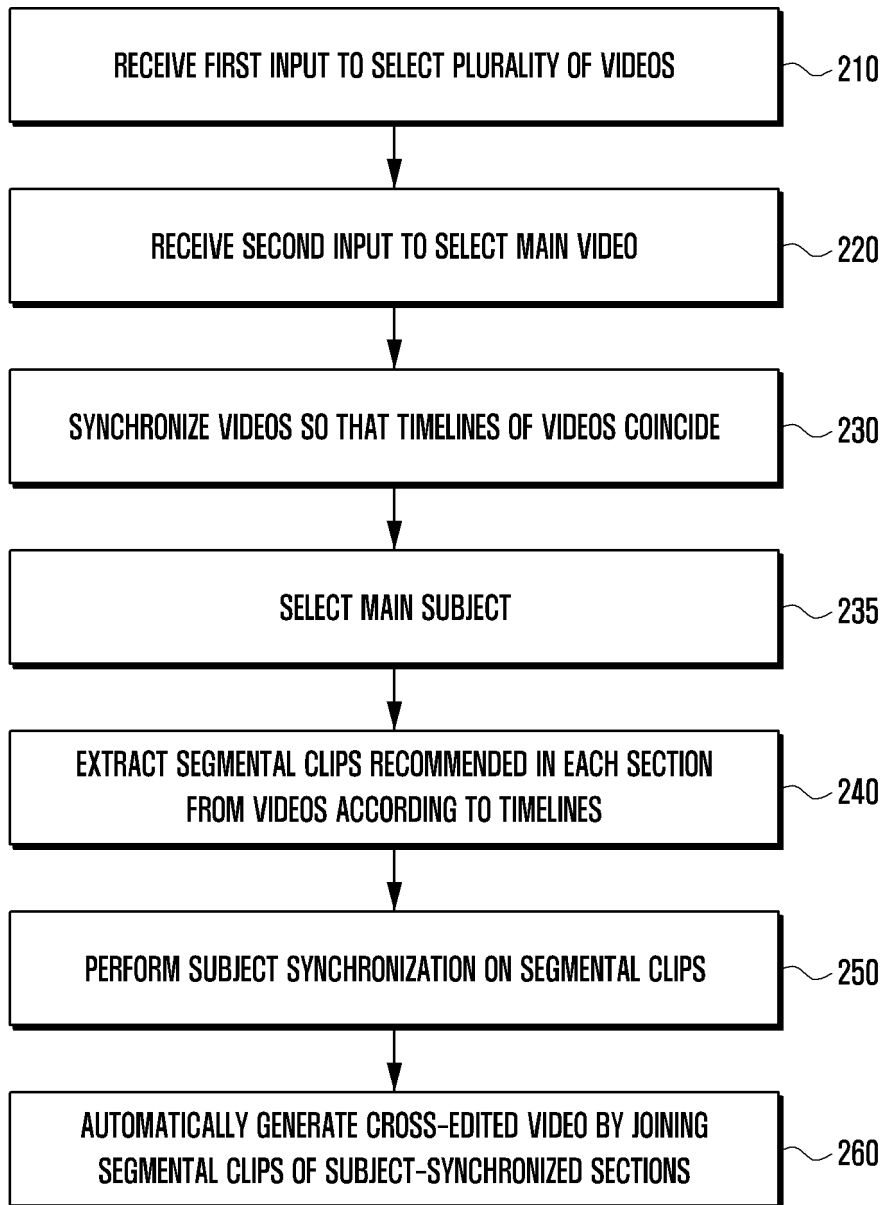 RECEIVE FIRST INPUT TO SELECT PLURALITY OF VIDEOS
210
RECEIVE SECOND INPUT TO SELECT MAIN VIDEO
220
SYNCHRONIZE VIDEOS SO THAT TIMELINES OF VIDEOS COINCIDE
230
SELECT MAIN SUBJECT
235
EXTRACT SEGMENTAL CLIPS RECOMMENDED IN EACH SECTION
FROM VIDEOS ACCORDING TO TIMELINES
240
PERFORM SUBJECT SYNCHRONIZATION ON SEGMENTAL CLIPS
250
AUTOMATICALLY GENERATE CROSS-EDITED VIDEO BY JOINING
SEGMENTAL CLIPS OF SUBJECT-SYNCHRONIZED SECTIONS
260